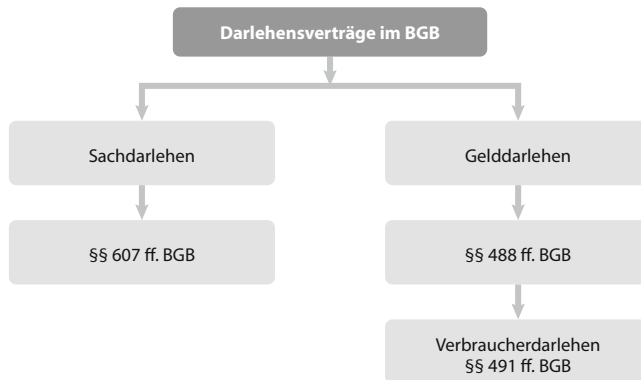 Darlehensverträge im BGB
Sachdarlehen
Gelddarlehen
§§ 607 ff. BGB
§§ 488 ff. BGB
Verbraucherdarlehen
§§ 491 ff. BGB